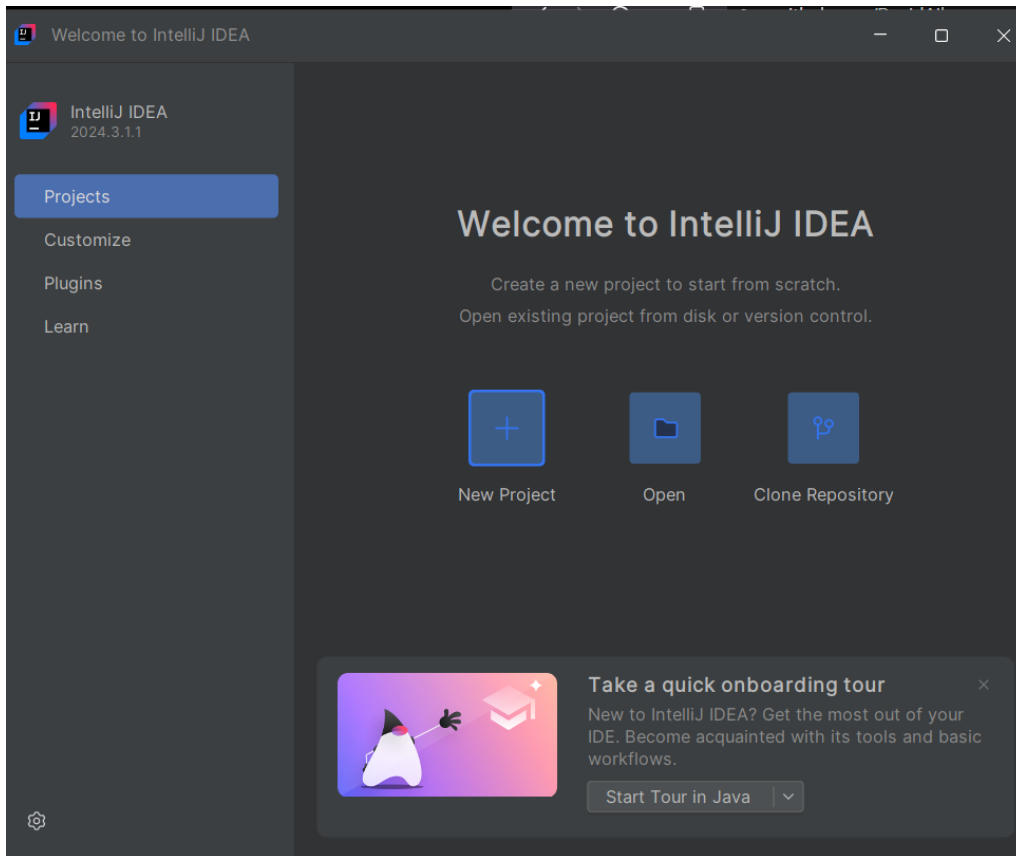 Welcome to IntelliJ IDEA
IJ
IntelliJ IDEA
2024.3.1.1
Projects
Customize
Plugins
Learn
Welcome to IntelliJ IDEA
Create a new project to start from scratch.
Open existing project from disk or version control.
New Project
Open
Clone Repository
Take a quick onboarding tour
New to IntelliJ IDEA? Get the most out of your
IDE. Become acquainted with its tools and basic
workflows.
Start Tour in Java